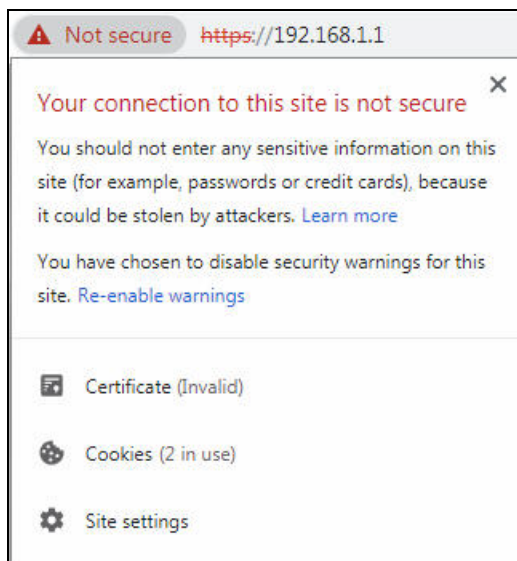 Not secure https://192.168.1.1
Your connection to this site is not secure
You should not enter any sensitive information on this
site (for example, passwords or credit cards), because
it could be stolen by attackers. Learn more
You have chosen to disable security warnings for this
site. Re-enable warnings
Certificate (Invalid)
Cookies (2 in use)
Site settings